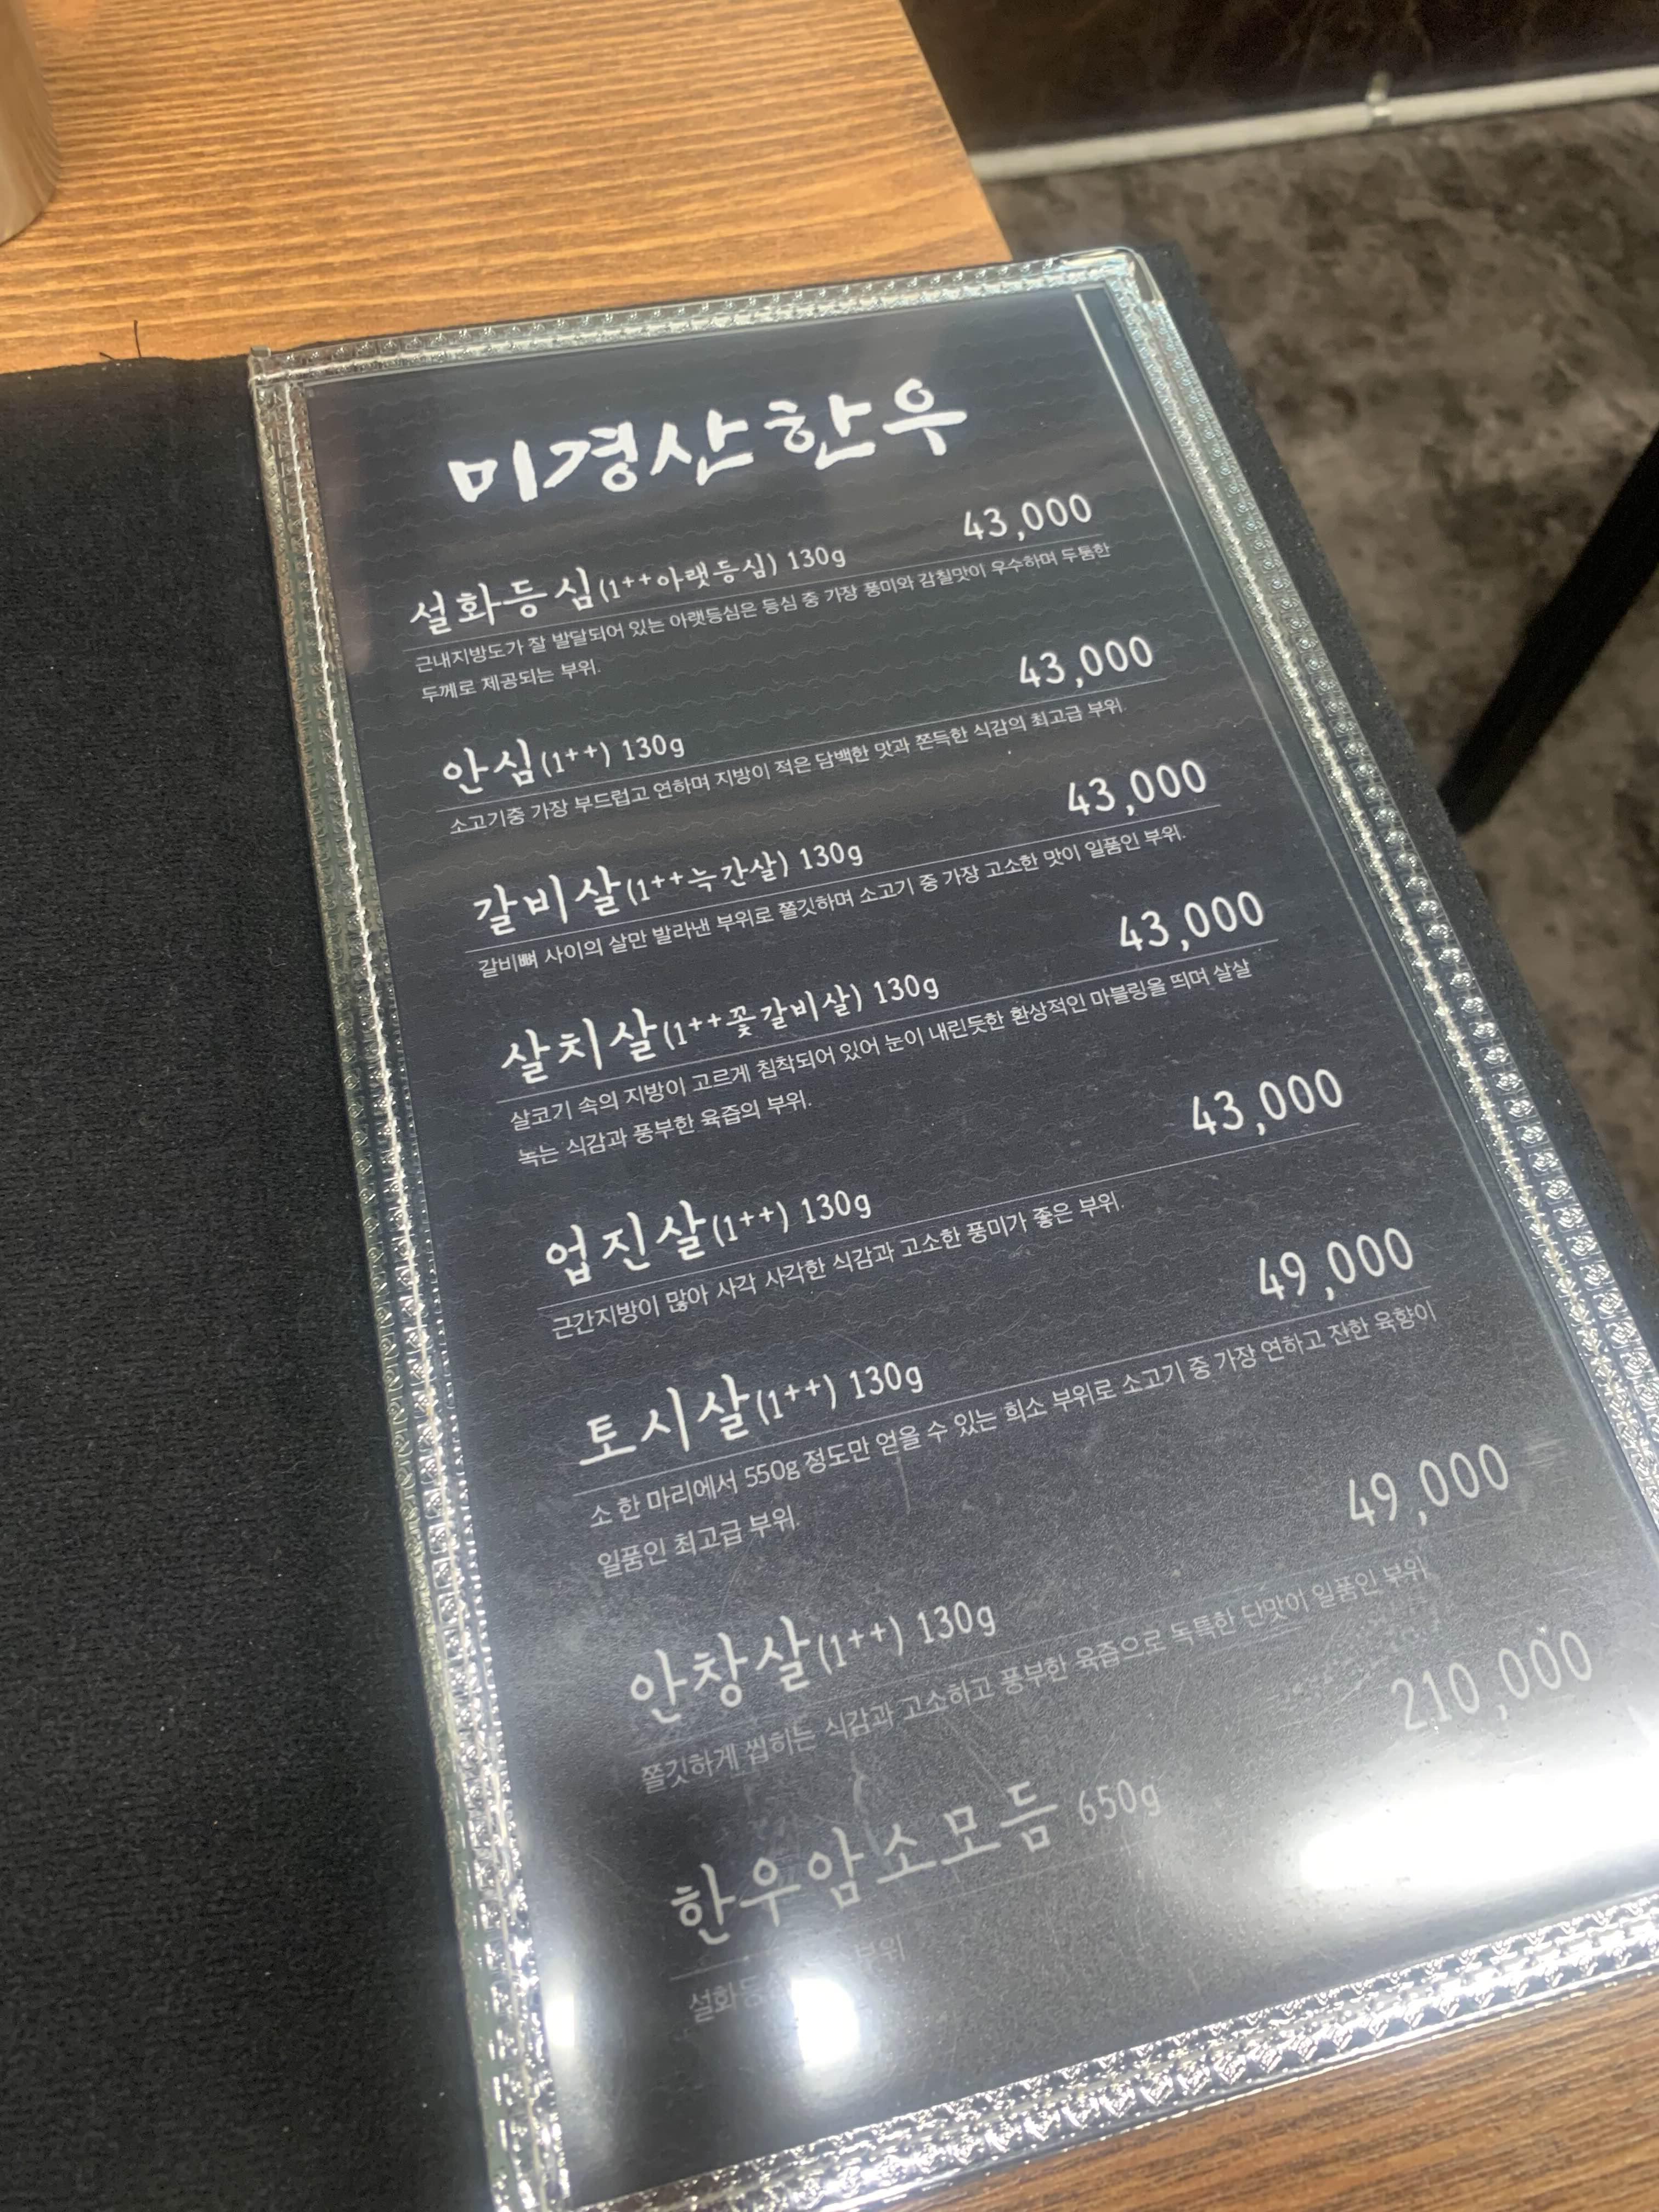 미경산 한우
설화등심(1++아랫등심) 130g 43,000
근내지방도가 잘 발달되어 있는 아랫등심은 등심 중 가장 풍미와 감칠맛이 우수하며 두툼한
두께로 제공되는 부위.
안심(1++) 130g 43,000
소고기중 가장 부드럽고 연하며 지방이 적은 담백한 맛과 쫀득한 식감의 최고급 부위.
갈비살(1++늑간살) 130g 43,000
갈비뼈 사이의 살만 발라낸 부위로 쫄깃하며 소고기 중 가장 고소한 맛이 일품인 부위.
살치살(1++꽃갈비살) 130g 43,000
살코기 속의 지방이 고르게 침착되어 있어 눈이 내린듯한 환상적인 마블링을 띄며 살살
녹는 식감과 풍부한 육즙의 부위.
업진살(1++) 130g 43,000
근간지방이 많아 사각 사각한 식감과 고소한 풍미가 좋은 부위.
토시살(1++) 130g 49,000
소 한 마리에서 550g 정도만 얻을 수 있는 희소 부위로 소고기 중 가장 연하고 진한 육향이
일품인 최고급 부위.
안창살(1++) 130g 49,000
쫄깃하게 씹히는 식감과 고소하고 풍부한 육즙으로 독특한 단맛이 일품인 부위
한우암소모듬 650g 210,000
부위